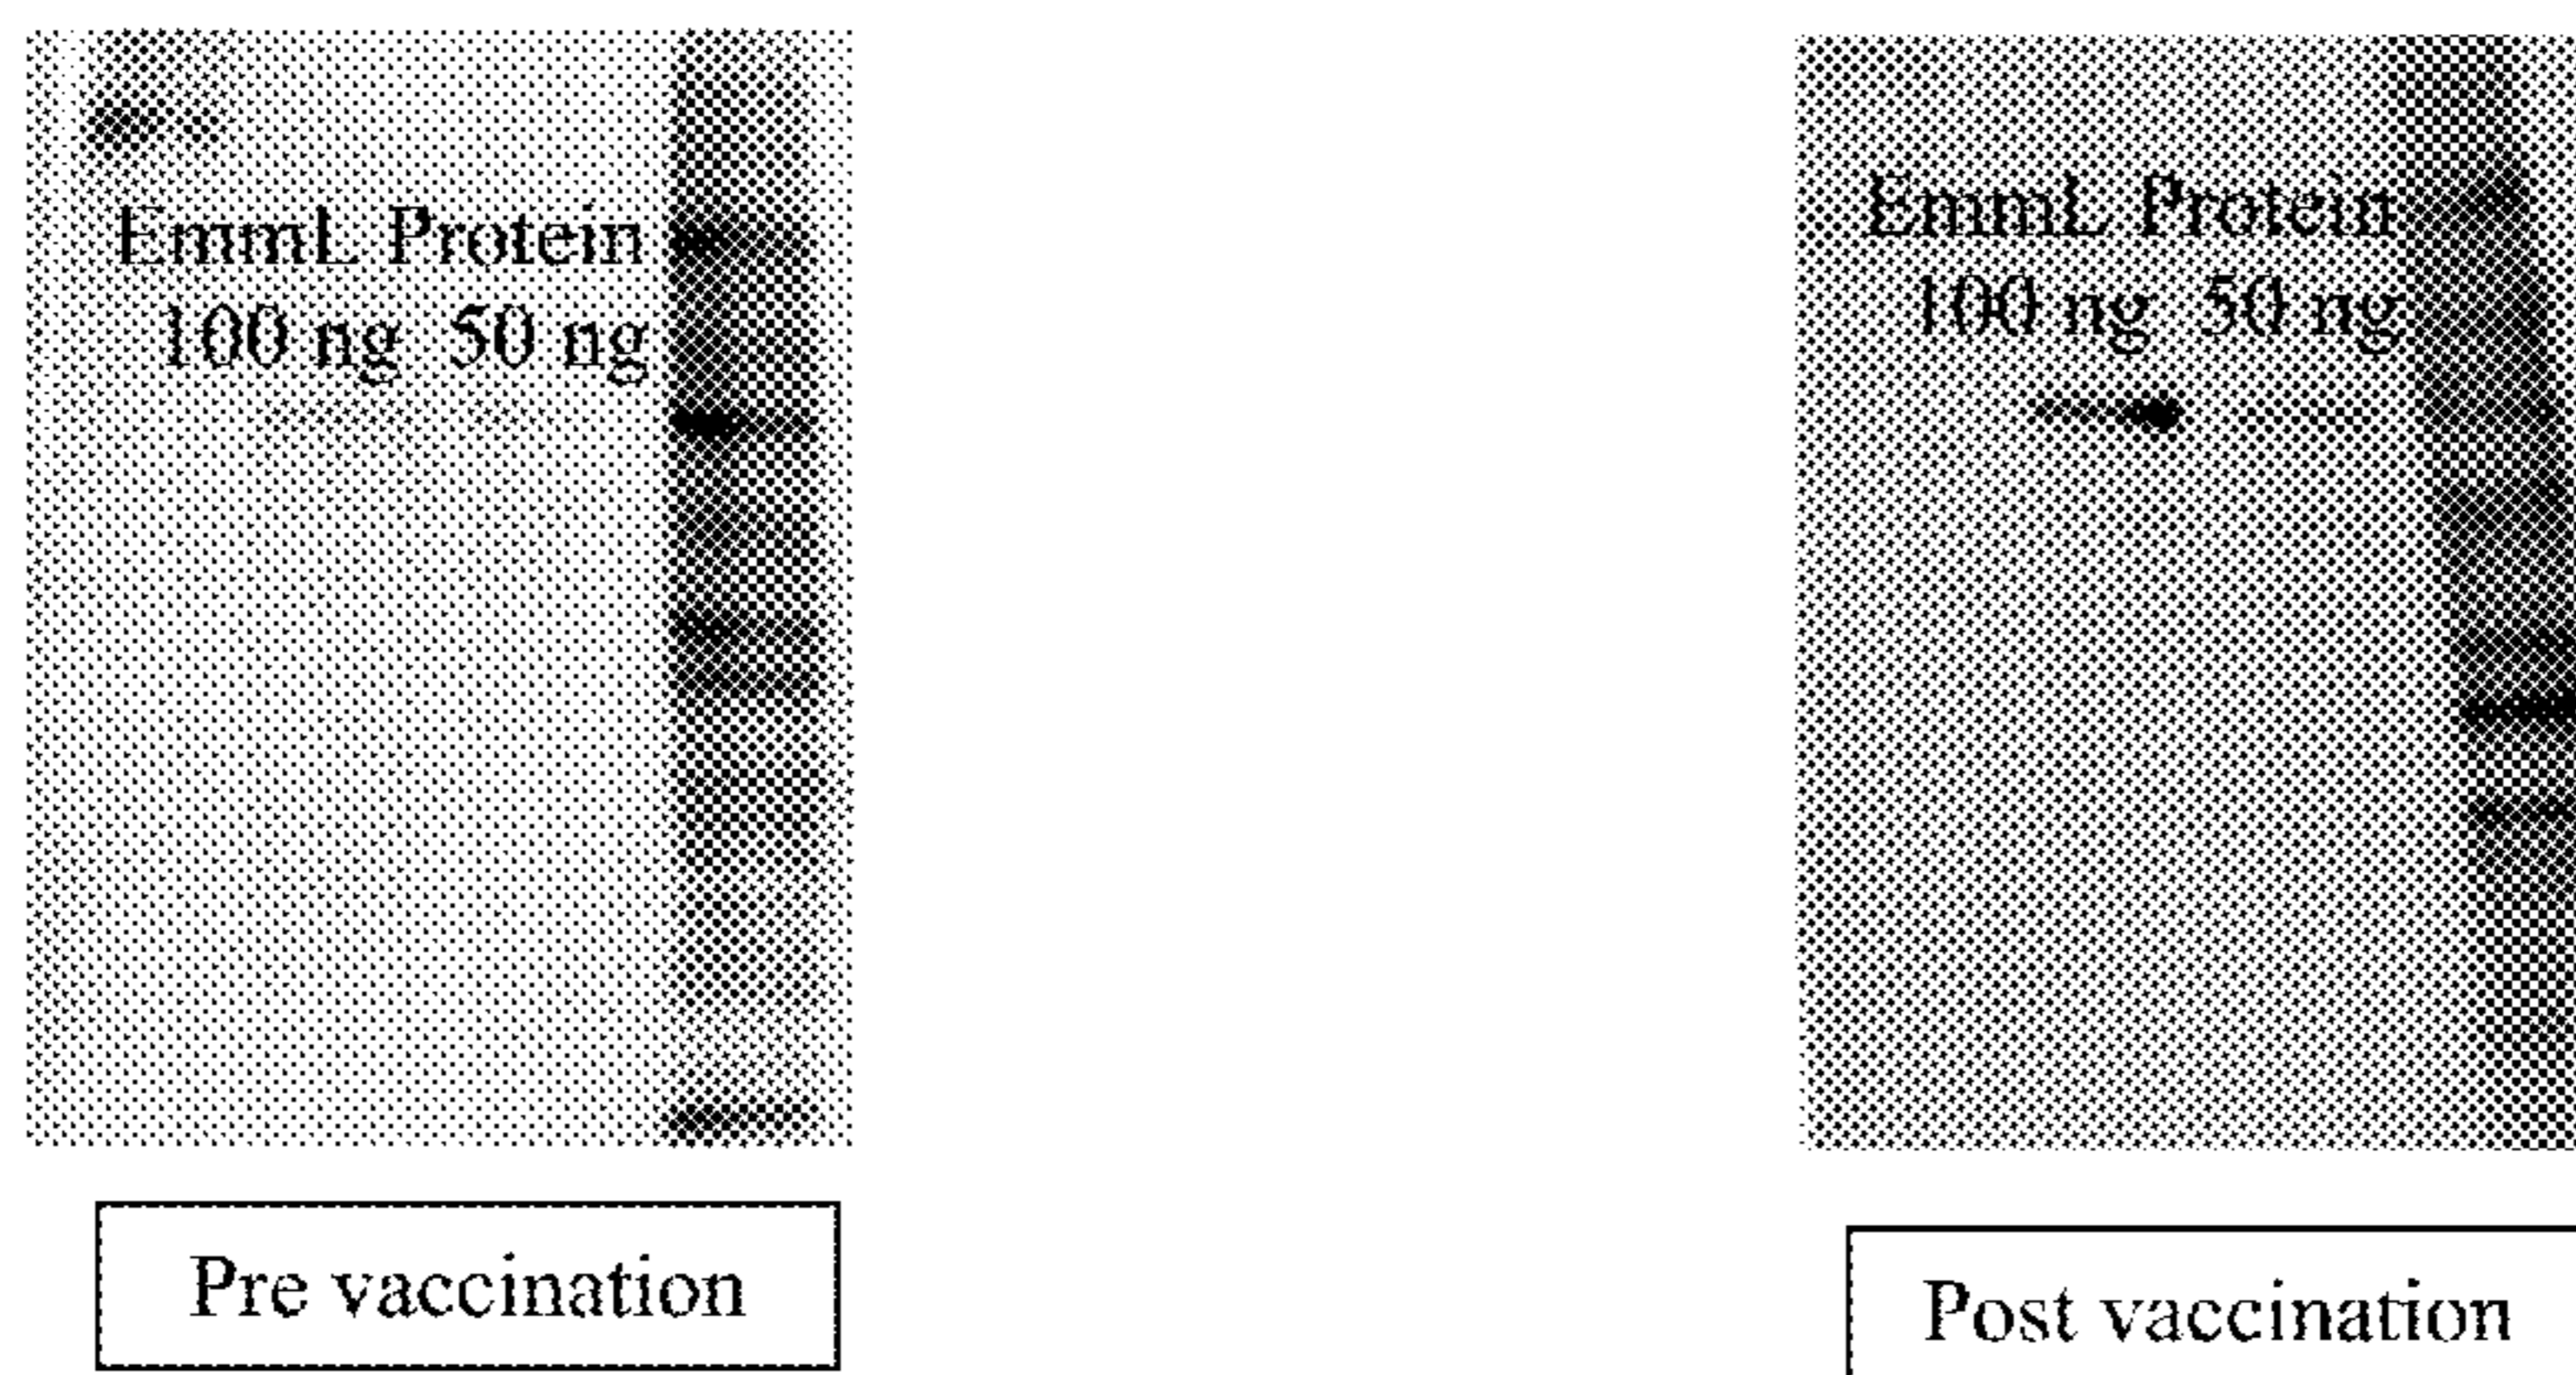 EmmL Protein
100 ng 50 ng
Pre vaccination
EmmL Protein
100 ng 50 ng
Post vaccination